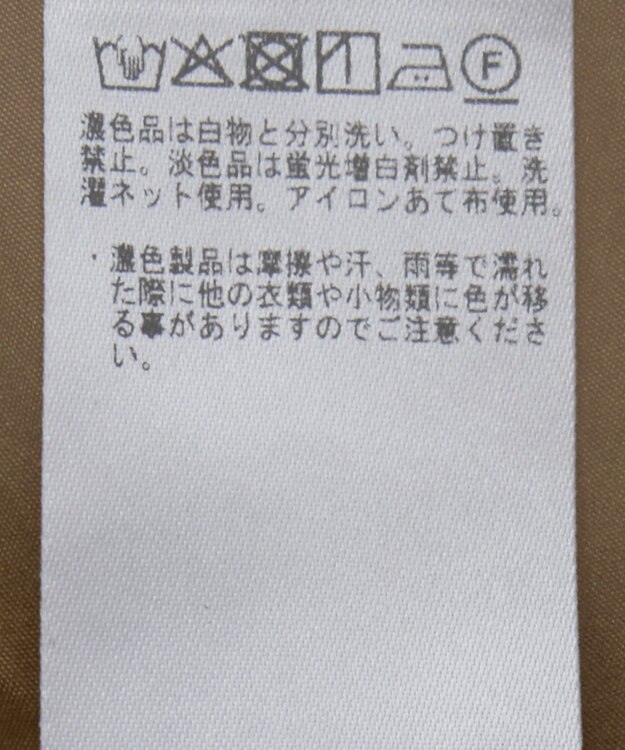 F
濃色品は白物と分別洗い。つけ置き
禁止。淡色品は蛍光増白剤禁止。洗
濯ネット使用。アイロンあて布使用。
・濃色製品は摩擦や汗、雨等で濡れ
た際に他の衣類や小物類に色が移
る事がありますのでご注意くださ
い。